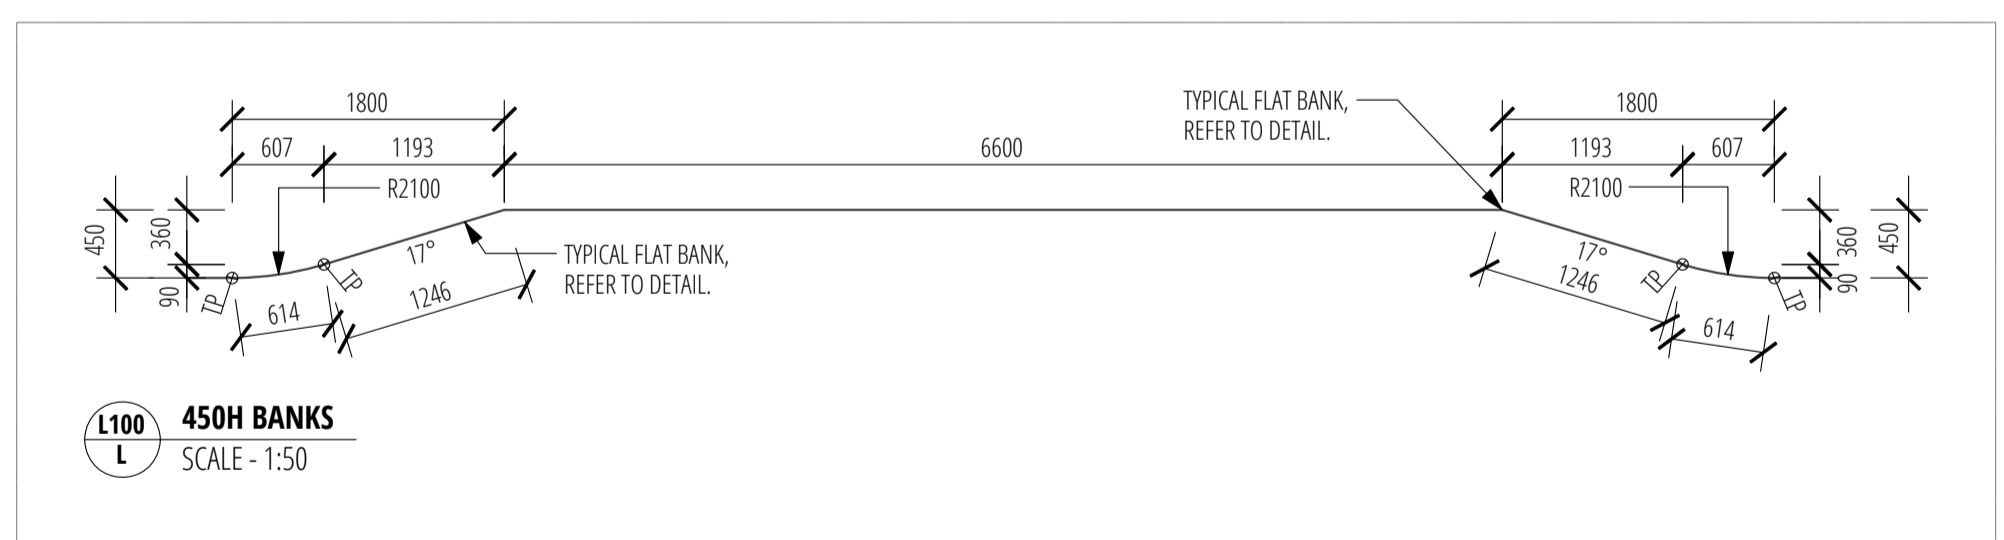 1800
607
1193
R2100
6600
TYPICAL FLAT BANK,
REFER TO DETAIL.
1800
1193
607
R2100
450
360
90
TP
TP
17°
614
1246
TYPICAL FLAT BANK,
REFER TO DETAIL.
17°
1246
TP
TP
614
360
90
450
L100
L
450H BANKS
SCALE - 1:50